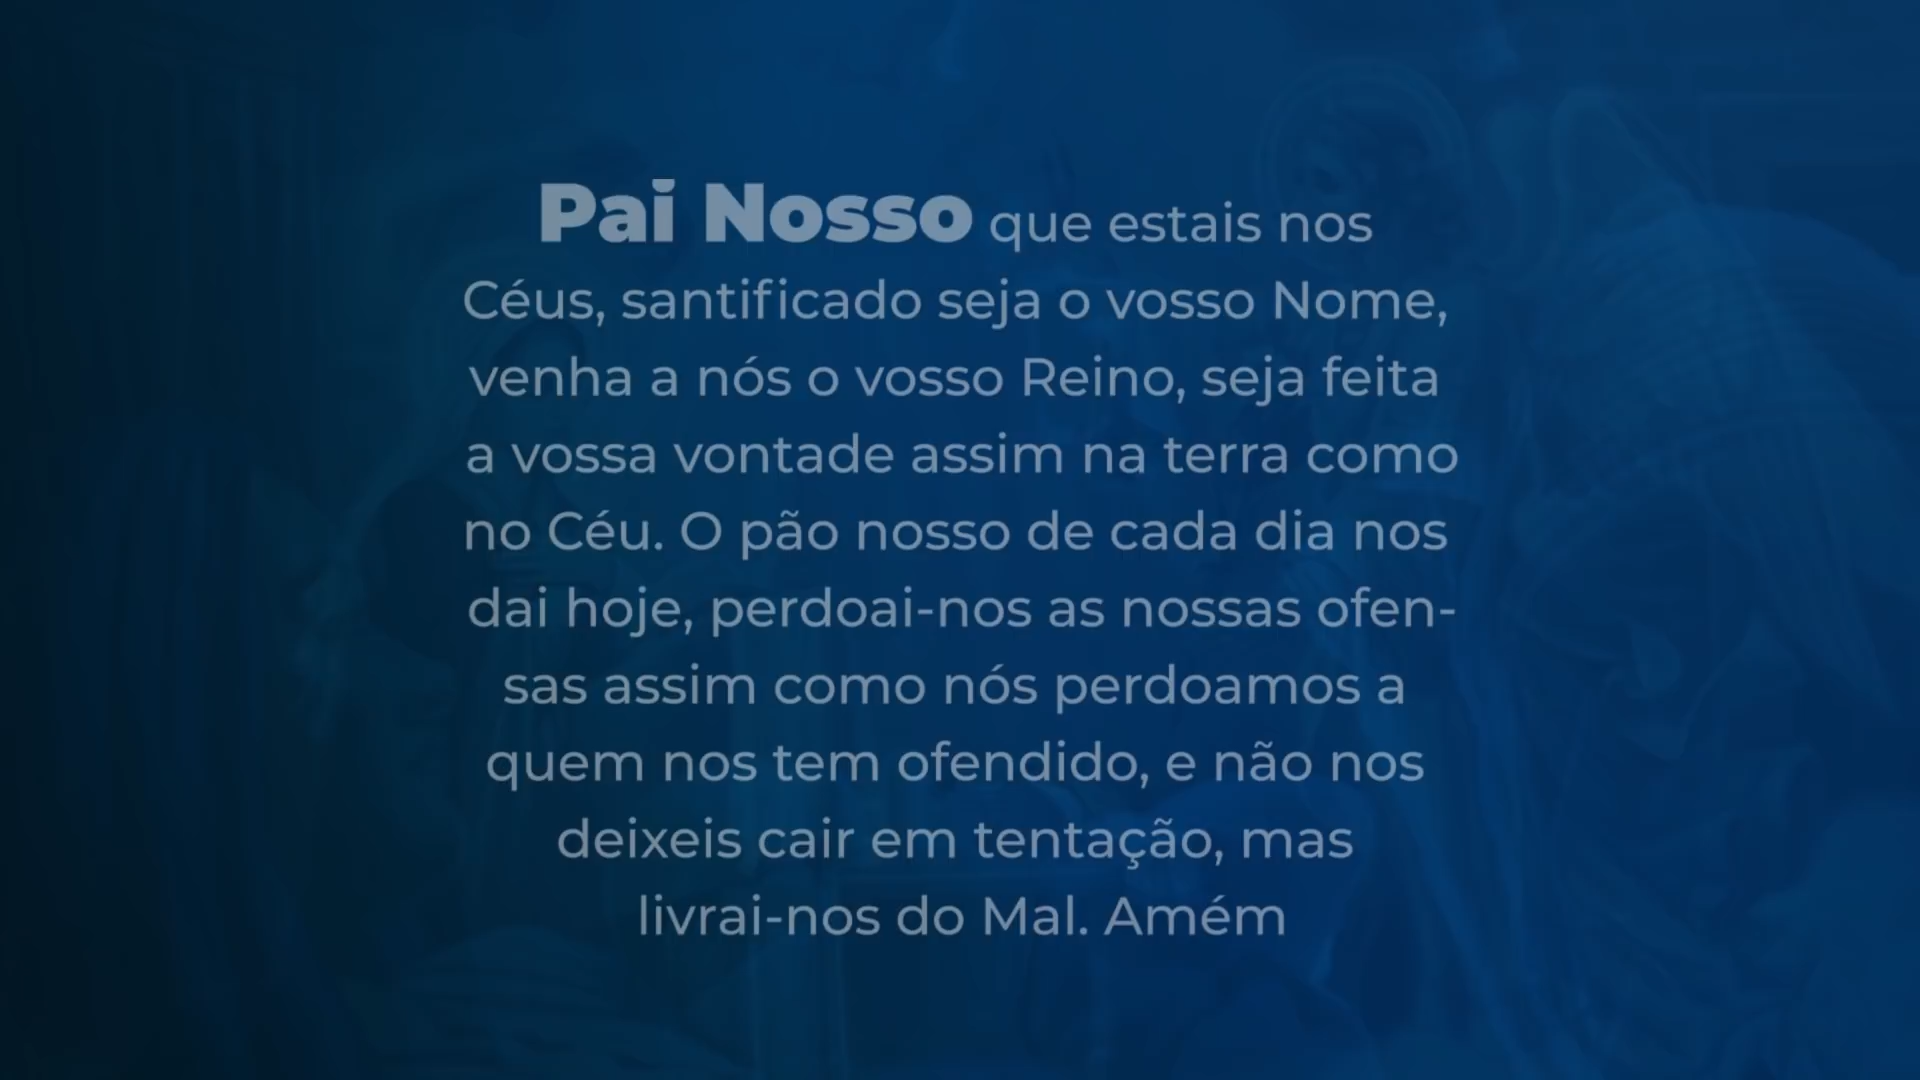 Pai Nosso que estais nos
Céus, santificado seja o vosso Nome,
venha a nós o vosso Reino, seja feita
a vossa vontade assim na terra como
no Céu. O pão nosso de cada dia nos
dai hoje, perdoai-nos as nossas ofen-
sas assim como nós perdoamos a
quem nos tem ofendido, e não nos
deixeis cair em tentação, mas
livrai-nos do Mal. Amém